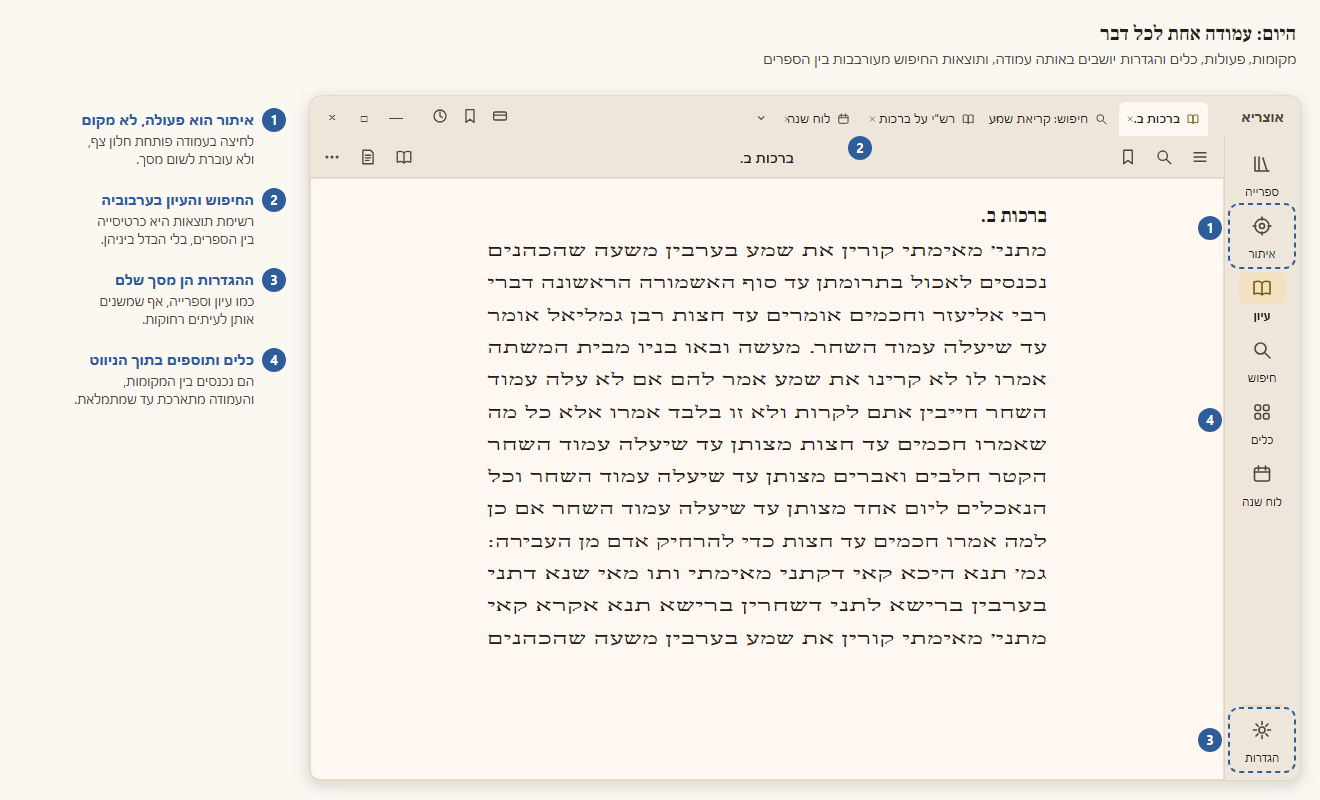 היום: עמודה אחת לכל דבר
מקומות, פעולות, כלים והגדרות יושבים באותה עמודה, ותוצאות החיפוש מעורבבות בין הספרים
אוצריא
ברכות ב. ×
חיפוש: קריאת שמע
רש"י על ברכות ×
לוח שנה ×
ברכות ב.
2
ספרייה
איתור
1
עיון
חיפוש
כלים
4
לוח שנה
הגדרות
3
ברכות ב.
מתני׳ מאימתי קורין את שמע בערבין משעה שהכהנים
נכנסים לאכול בתרומתן עד סוף האשמורה הראשונה דברי
רבי אליעזר וחכמים אומרים עד חצות רבן גמליאל אומר
עד שיעלה עמוד השחר. מעשה ובאו בניו מבית המשתה
אמרו לו לא קרינו את שמע אמר להם אם לא עלה עמוד
השחר חייבין אתם לקרות ולא זו בלבד אמרו אלא כל מה
שאמרו חכמים עד חצות מצותן עד שיעלה עמוד השחר
הקטר חלבים ואברים מצותן עד שיעלה עמוד השחר וכל
הנאכלים ליום אחד מצותן עד שיעלה עמוד השחר אם כן
למה אמרו חכמים עד חצות כדי להרחיק אדם מן העבירה:
גמ׳ תנא היכא קאי דקתני מאימתי ותו מאי שנא דתני
בערבין ברישא לתני דשחרין ברישא תנא אקרא קאי
מתני׳ מאימתי קורין את שמע בערבין משעה שהכהנים
1 איתור הוא פעולה, לא מקום
לחיצה בעמודה פותחת חלון צף,
ולא עוברת לשום מסך.
2 החיפוש והעיון בערבוביה
רשימת תוצאות היא כרטיסייה
בין הספרים, בלי הבדל ביניהן.
3 ההגדרות הן מסך שלם
כמו עיון וספרייה, אף שמשנים
אותן לעיתים רחוקות.
4 כלים ותוספים בתוך הניווט
הם נכנסים בין המקומות,
והעמודה מתארכת עד שמתמלאת.